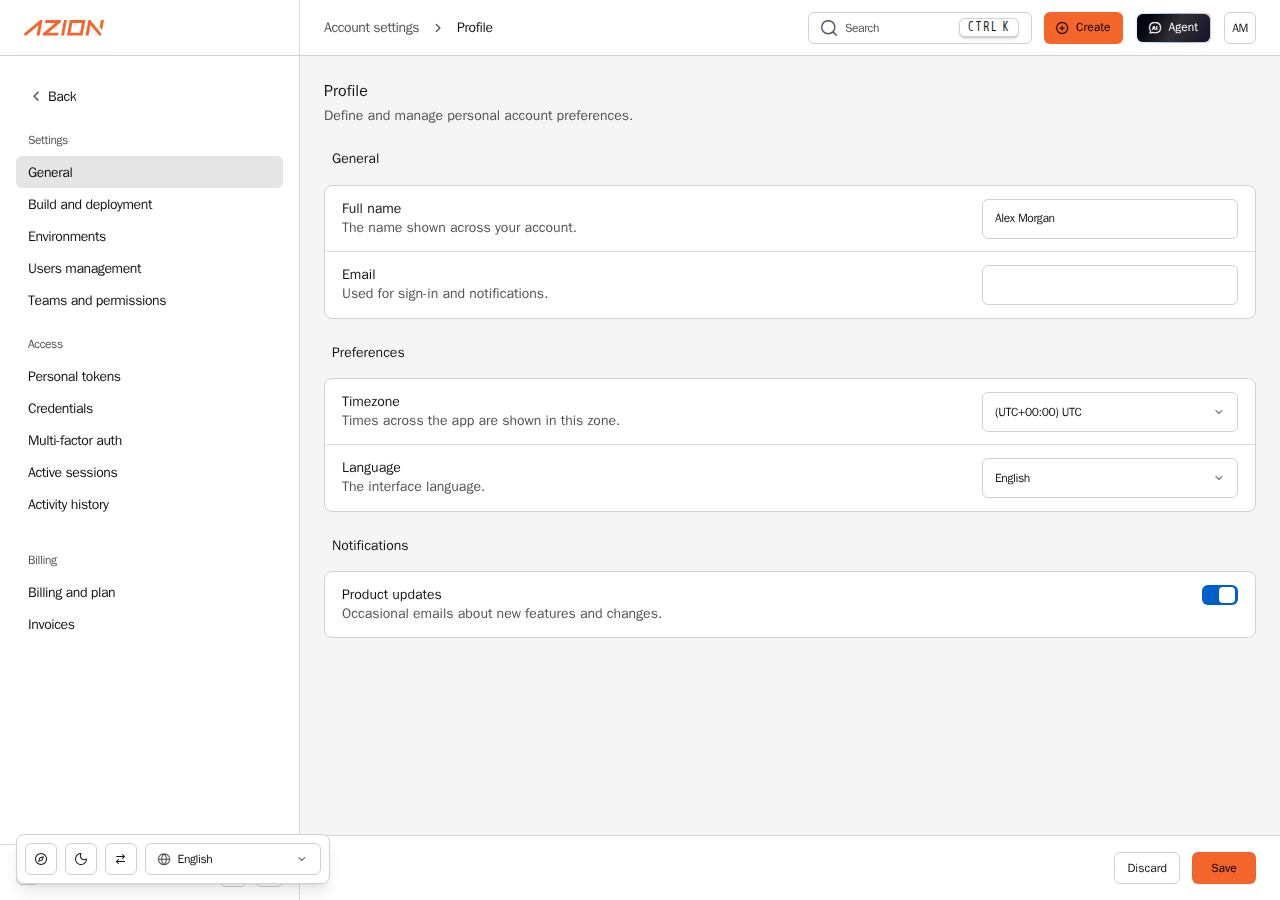 AZION
Account settings
Profile
Search
CTRL K
Create
AI
Agent
AM
Back
Settings
General
Build and deployment
Environments
Users management
Teams and permissions
Access
Personal tokens
Credentials
Multi-factor auth
Active sessions
Activity history
Billing
Billing and plan
Invoices
Profile
Define and manage personal account preferences.
General
Full name
The name shown across your account.
Alex Morgan
Email
Used for sign-in and notifications.
Preferences
Timezone
Times across the app are shown in this zone.
(UTC+00:00) UTC
Language
The interface language.
English
Notifications
Product updates
Occasional emails about new features and changes.
English
Discard
Save